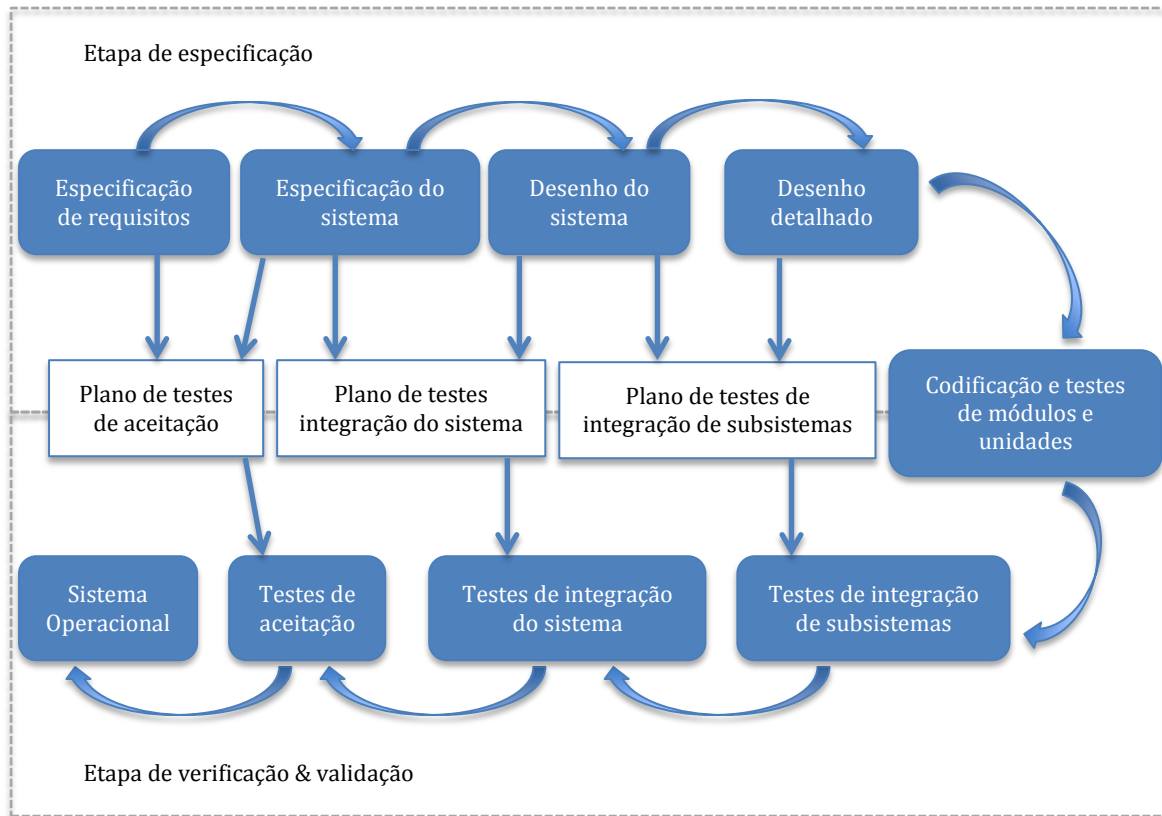 Etapa de especificação
Especificação
de requisitos
Especificação do
sistema
Desenho do
sistema
Desenho
detalhado
Plano de testes
de aceitação
Plano de testes
integração do sistema
Plano de testes de
integração de subsistemas
Codificação e testes
de módulos e
unidades
Sistema
Operacional
Testes de
aceitação
Testes de integração
do sistema
Testes de integração
de subsistemas
Etapa de verificação & validação